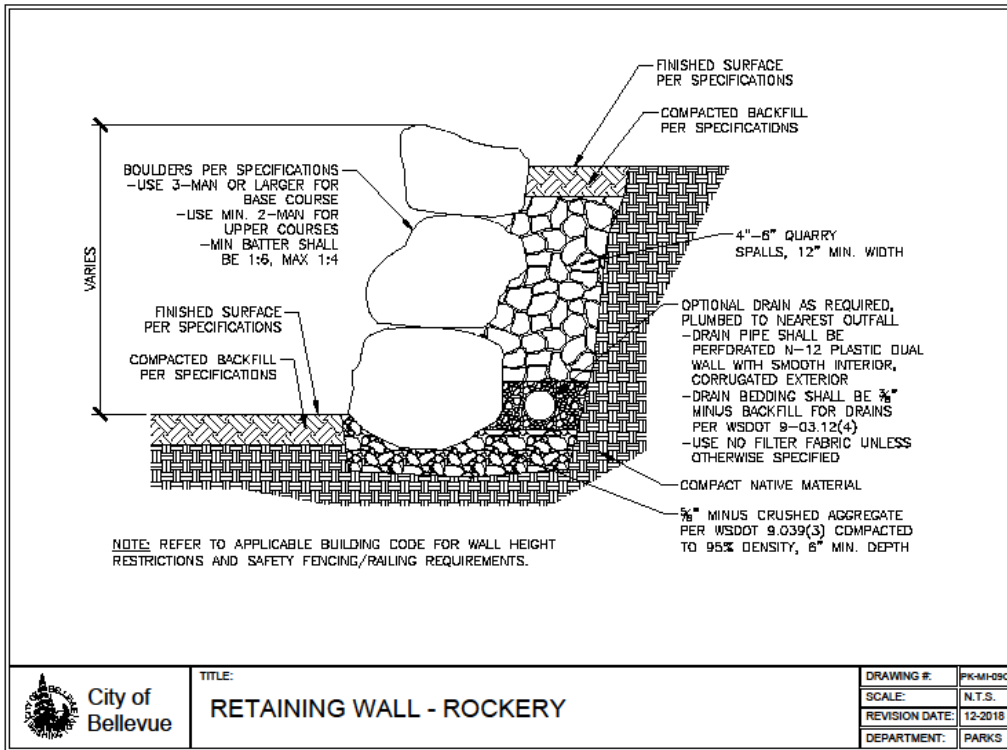 FINISHED SURFACE
PER SPECIFICATIONS
COMPACTED BACKFILL
PER SPECIFICATIONS
BOULDERS PER SPECIFICATIONS
-USE 3-MAN OR LARGER FOR
BASE COURSE
-USE MIN. 2-MAN FOR
UPPER COURSES
-MIN BATTER SHALL
BE 1:6, MAX 1:4
VARIES
4"-6" QUARRY
SPALLS, 12" MIN. WIDTH
FINISHED SURFACE
PER SPECIFICATIONS
COMPACTED BACKFILL
PER SPECIFICATIONS
OPTIONAL DRAIN AS REQUIRED,
PLUMBED TO NEAREST OUTFALL
-DRAIN PIPE SHALL BE
PERFORATED N-12 PLASTIC DUAL
WALL WITH SMOOTH INTERIOR,
CORRUGATED EXTERIOR
-DRAIN BEDDING SHALL BE
MINUS BACKFILL FOR DRAINS
PER WSDOT 9-03.12(4)
-USE NO FILTER FABRIC UNLESS
OTHERWISE SPECIFIED
COMPACT NATIVE MATERIAL
MINUS CRUSHED AGGREGATE
PER WSDOT 9.039(3) COMPACTED
TO 95% DENSITY, 6" MIN. DEPTH
NOTE: REFER TO APPLICABLE BUILDING CODE FOR WALL HEIGHT
RESTRICTIONS AND SAFETY FENCING/RAILING REQUIREMENTS.
City of
Bellevue
TITLE:
RETAINING WALL - ROCKERY
DRAWING #:
SCALE: N.T.S.
REVISION DATE: 12-2018
DEPARTMENT: PARKS